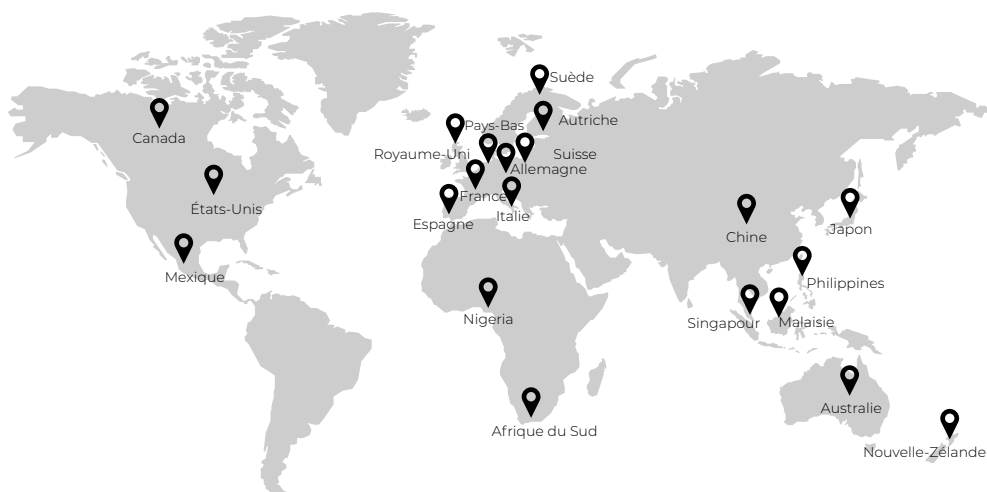 Suède
Autriche
Pays-Bas
Canada
Royaume-Uni
Suisse
Allemagne
France
États-Unis
Italie
Espagne
Japon
Chine
Mexique
Philippines
Nigeria
Singapour
Malaisie
Australie
Afrique du Sud
Nouvelle-Zélande